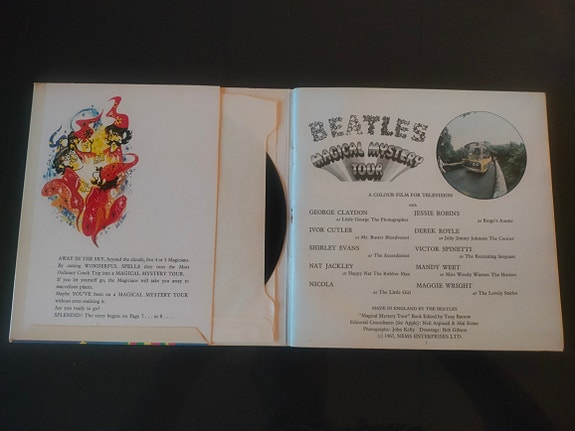 AWAY IN THE SKY, beyond the clouds, live 4 or 5 Magicians.
By casting WONDERFUL SPELLS they turn the Most
Ordinary Coach Trip into a MAGICAL MYSTERY TOUR.
If you let yourself go, the Magicians will take you away to
marvellous places.
Maybe YOU'VE been on a MAGICAL MYSTERY TOUR
without even realising it.
Are you ready to go?
SPLENDID! The story begins on Page 7 . . . or 8 . . . .
BEATLES
MAGICAL MYSTERY
TOUR
A COLOUR FILM FOR TELEVISION
with
GEORGE CLAYDON
as Little George The Photographer
JESSIE ROBINS
as Ringo's Auntie
IVOR CUTLER
as Mr. Buster Bloodvessel
DEREK ROYLE
as Jolly Jimmy Johnson The Courier
SHIRLEY EVANS
as The Accordionist
VICTOR SPINETTI
as The Recruiting Sergeant
NAT JACKLEY
as Happy Nat The Rubber Man
MANDY WEET
as Miss Wendy Winters The Hostess
NICOLA
as The Little Girl
MAGGIE WRIGHT
as The Lovely Starlet
MADE IN ENGLAND BY THE BEATLES
"Magical Mystery Tour" Book Edited by Tony Barrow
Editorial Consultants (for Apple): Neil Aspinall & Mal Evans
Photographs: John Kelly Drawings: Bob Gibson
(c) 1967, NEMS ENTERPRISES LTD.